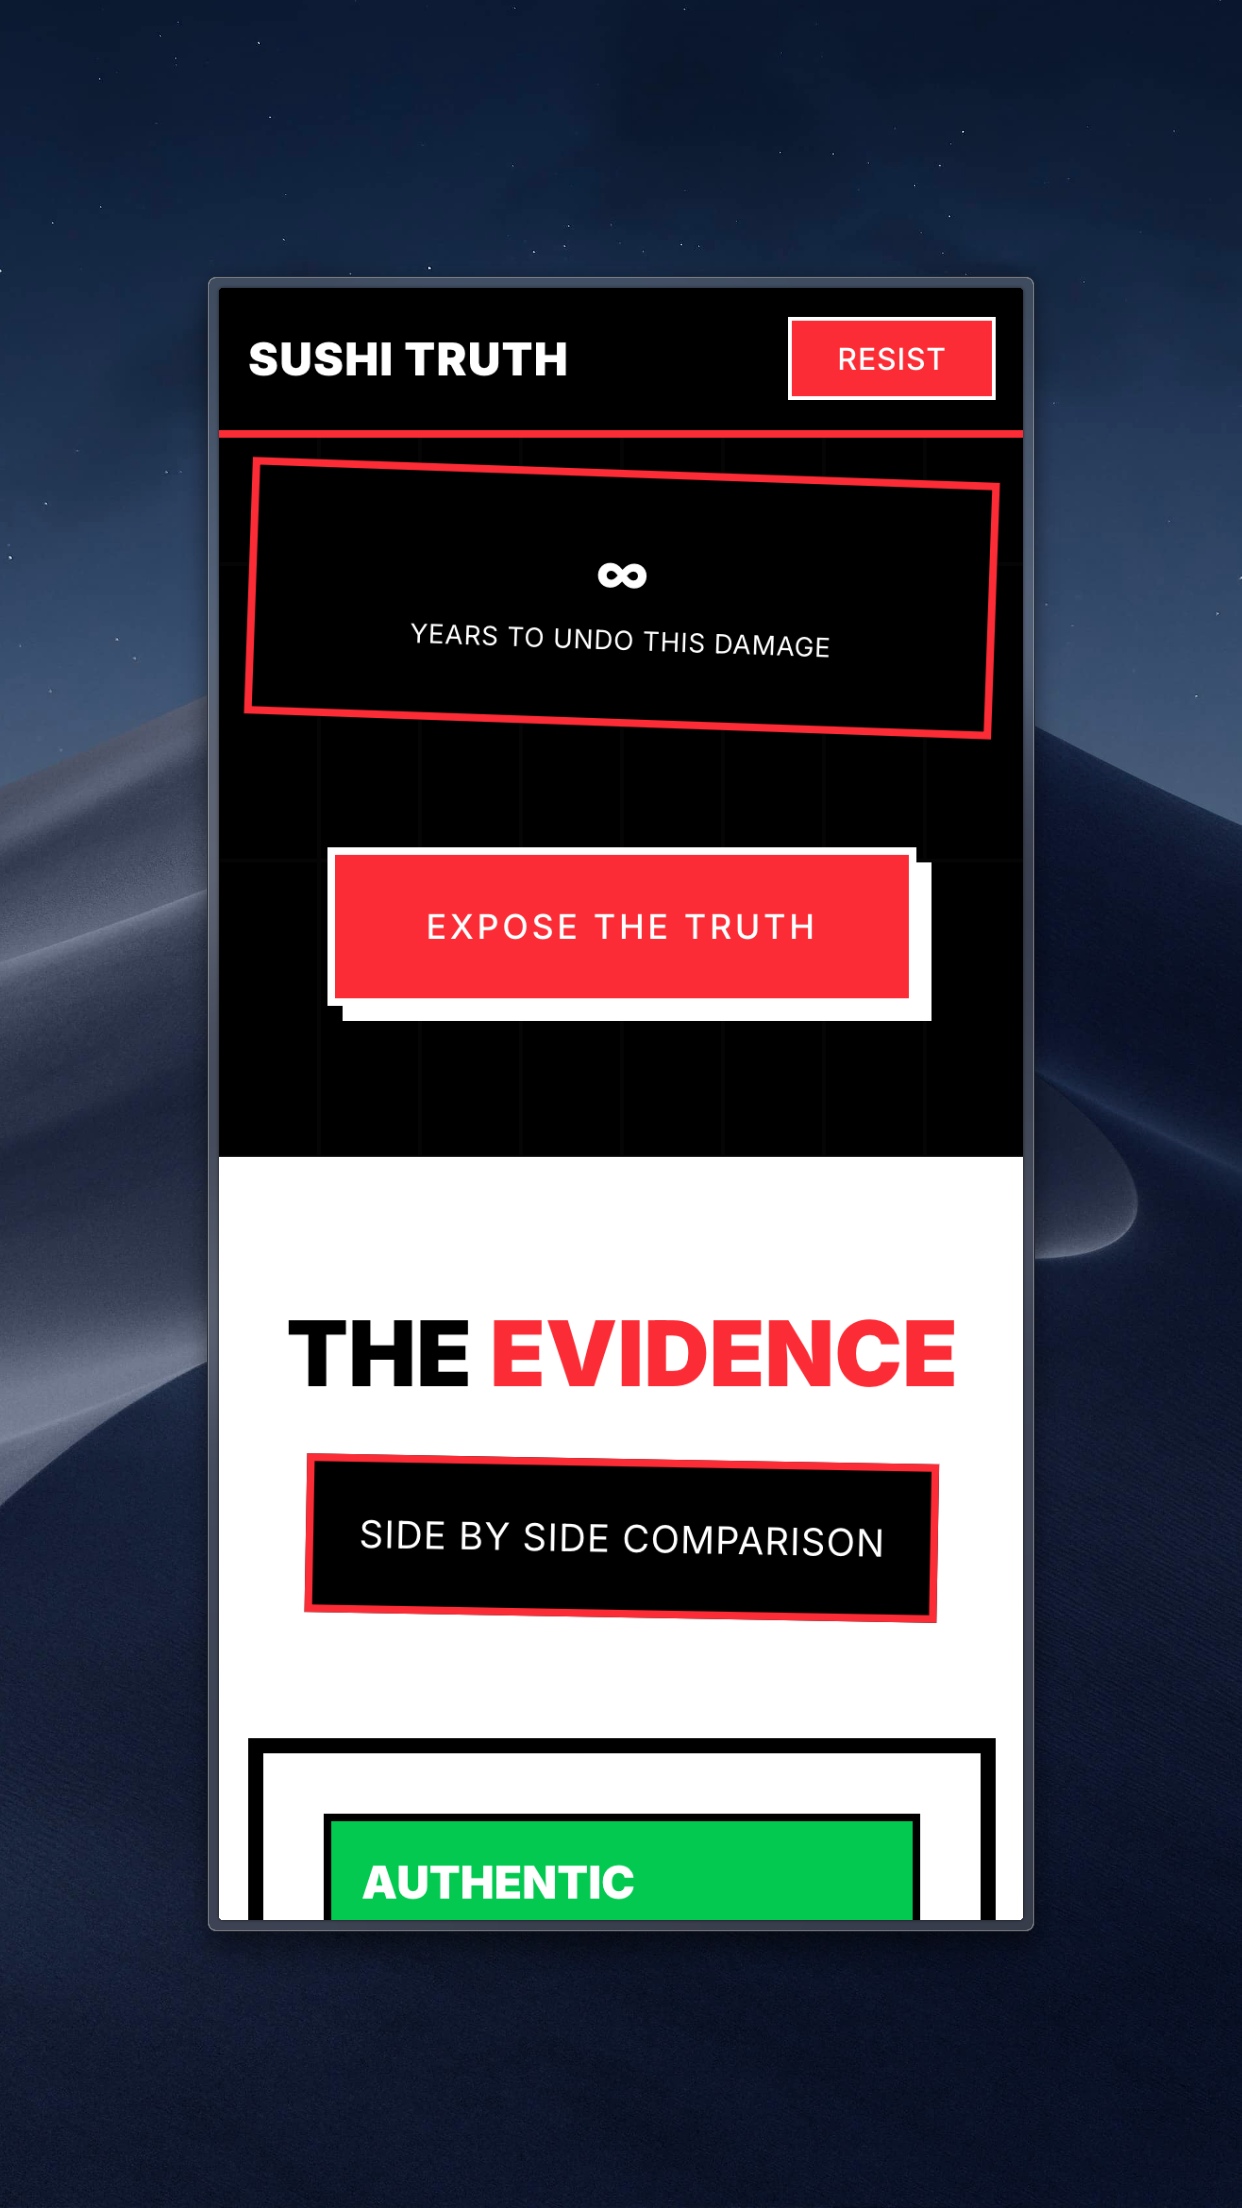 SUSHI TRUTH
RESIST
∞
YEARS TO UNDO THIS DAMAGE
EXPOSE THE TRUTH
THE EVIDENCE
SIDE BY SIDE COMPARISON
AUTHENTIC